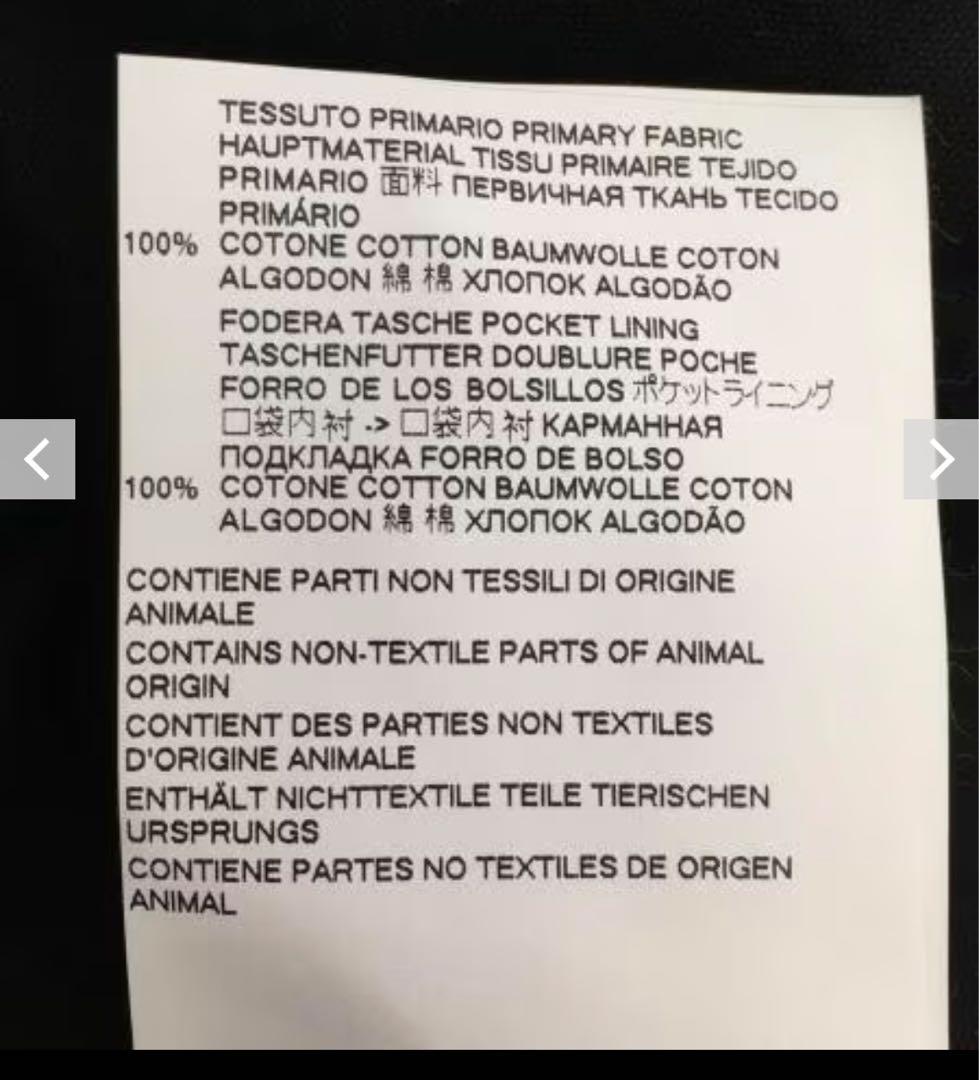 TESSUTO PRIMARIO PRIMARY FABRIC
HAUPTMATERIAL TISSU PRIMAIRE TEJIDO
PRIMARIO 面料 ПЕРВИЧНАЯ ТКАНЬ TECIDO
PRIMÁRIO
100% COTONE COTTON BAUMWOLLE COTON
ALGODON 綿 棉 ХЛОПОК ALGODÃO
FODERA TASCHE POCKET LINING
TASCHENFUTTER DOUBLURE POCHE
FORRO DE LOS BOLSILLOS ポケットライニング
口袋内衬 -> 口袋内衬 КАРМАННАЯ
ПОДКЛАДКА FORRO DE BOLSO
100% COTONE COTTON BAUMWOLLE COTON
ALGODON 綿 棉 ХЛОПОК ALGODÃO
CONTIENE PARTI NON TESSILI DI ORIGINE
ANIMALE
CONTAINS NON-TEXTILE PARTS OF ANIMAL
ORIGIN
CONTIENT DES PARTIES NON TEXTILES
D'ORIGINE ANIMALE
ENTHÄLT NICHTTEXTILE TEILE TIERISCHEN
URSPRUNGS
CONTIENE PARTES NO TEXTILES DE ORIGEN
ANIMAL